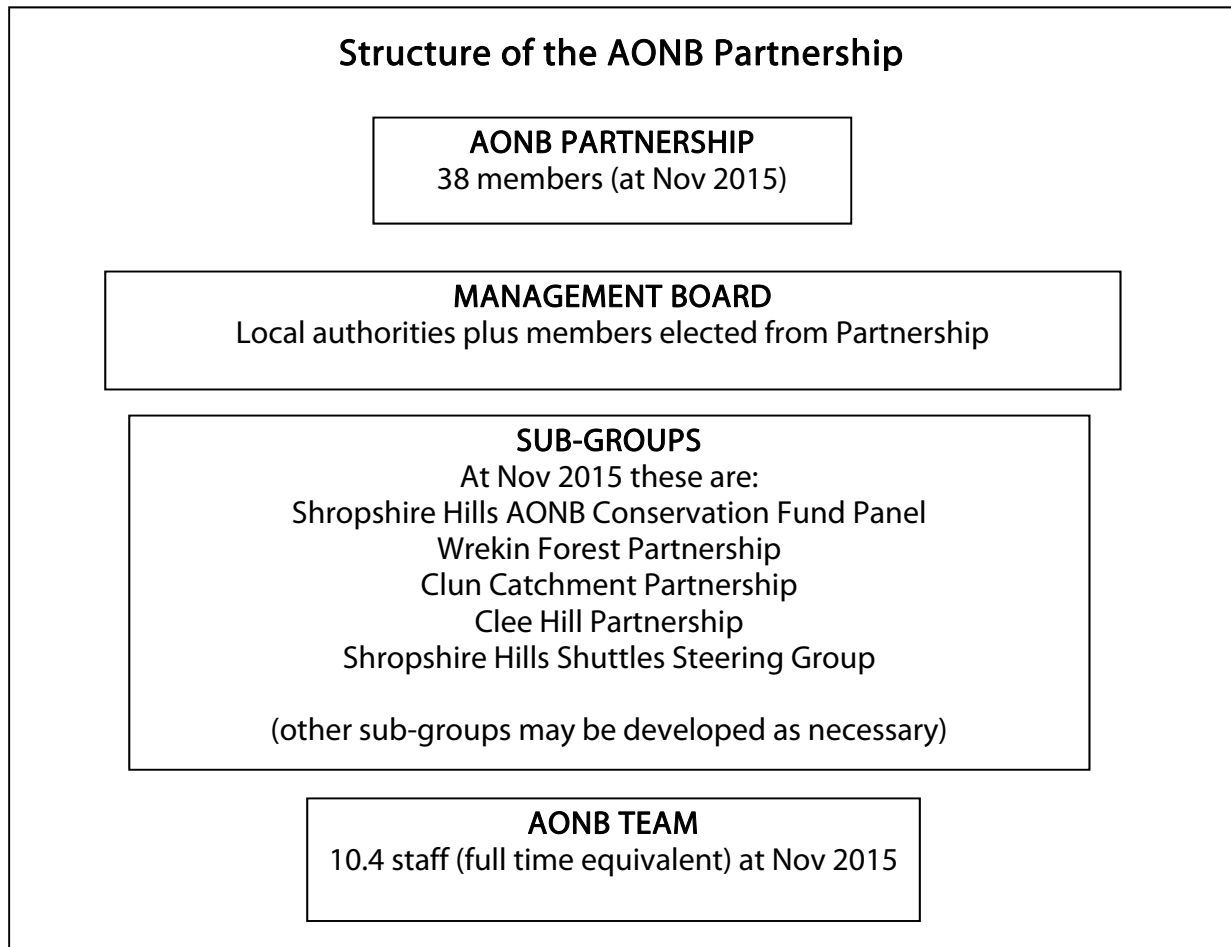 Structure of the AONB Partnership
AONB PARTNERSHIP
38 members (at Nov 2015)
MANAGEMENT BOARD
Local authorities plus members elected from Partnership
SUB-GROUPS
At Nov 2015 these are:
Shropshire Hills AONB Conservation Fund Panel
Wrekin Forest Partnership
Clun Catchment Partnership
Clee Hill Partnership
Shropshire Hills Shuttles Steering Group
(other sub-groups may be developed as necessary)
AONB TEAM
10.4 staff (full time equivalent) at Nov 2015